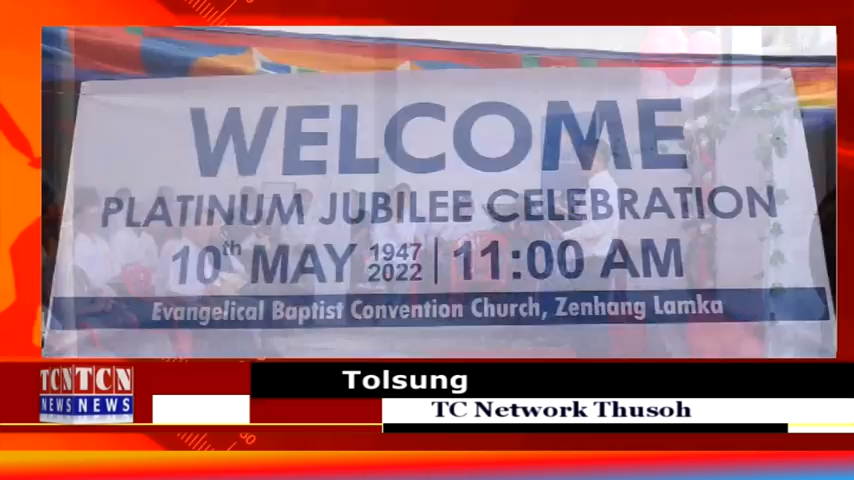 WELCOME
PLATINUM JUBILEE CELEBRATION
10th MAY 1947 2022 | 11:00 AM
Evangelical Baptist Convention Church, Zenhang Lamka
TCN TCN
NEWS NEWS
Tolsung
TC Network Thusoh